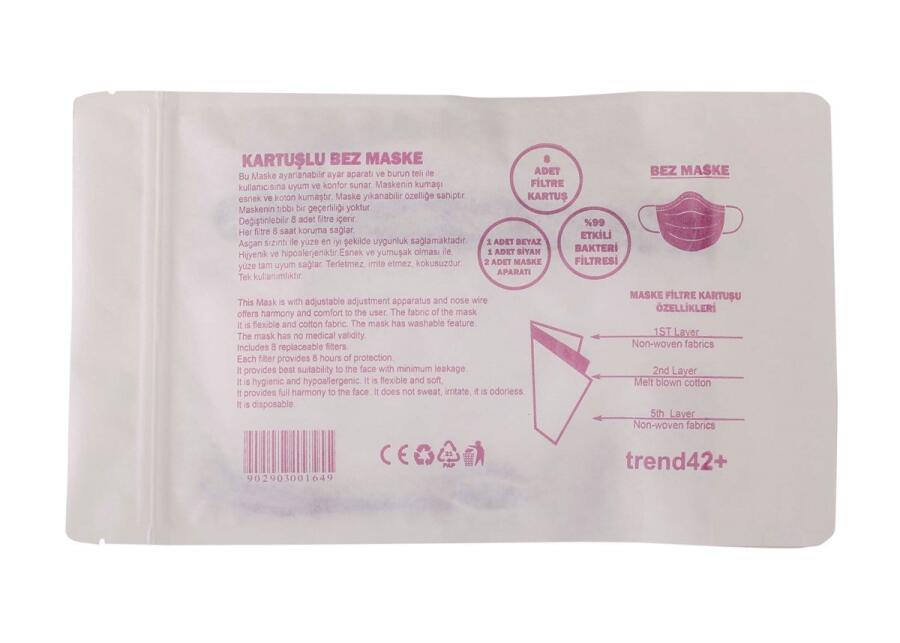 KARTUŞLU BEZ MASKE
Bu Maske ayarlanabilir ayar aparatı ve burun teli ile
kullanıcısına uyum ve konfor sunar. Maskenin kumaşı
esnek ve koton kumaştır. Maske yıkanabilir özelliğe sahiptir.
Maskenin tıbbi bir geçerliliği yoktur.
Değiştirilebilir 8 adet filtre içerir.
Her filtre 8 saat koruma sağlar.
Asgari sızıntı ile yüze en iyi şekilde uygunluk sağlamaktadır.
Hijyenik ve hipoalerjeniktir.Esnek ve yumuşak olması ile
yüze tam uyum sağlar. Terletmez, irrite etmez, kokusuzdur.
Tek kullanımlıktır.
This Mask is with adjustable adjustment apparatus and nose wire
offers harmony and comfort to the user. The fabric of the mask
It is flexible and cotton fabric. The mask has washable feature.
The mask has no medical validity.
Includes 8 replaceable filters.
Each filter provides 8 hours of protection.
It provides best suitability to the face with minimum leakage.
It is hygienic and hypoallergenic. It is flexible and soft,
It provides full harmony to the face. It does not sweat, irritate, it is odorless.
It is disposable.
902903001649
CE
21
PAP
8
ADET
FİLTRE
KARTUŞ
1 ADET BEYAZ
1 ADET SİYAH
2 ADET MASKE
APARATI
%99
ETKİLİ
BAKTERİ
FİLTRESİ
BEZ MASKE
MASKE FİLTRE KARTUŞU
ÖZELLİKLERİ
1ST Layer
Non-woven fabrics
2nd Layer
Melt blown cotton
5th Layer
Non-woven fabrics
trend42+